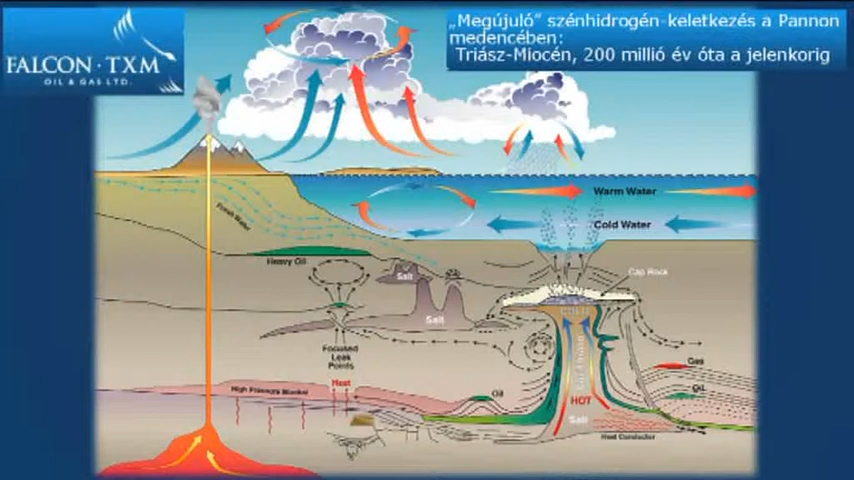 FALCON · TXM
OIL & GAS LTD.
„Megújuló” szénhidrogén-keletkezés a Pannon
medencében:
Triász-Miocén, 200 millió év óta a jelenkorig
Warm Water
Fresh Water
Cold Water
Heavy Oil
Salt
Cap Rock
COLD
Salt
Focused
Leak
Points
Gas
Heat
High Pressure Blanket
Oil
Oil
HOT
Salt
Heat Conductor